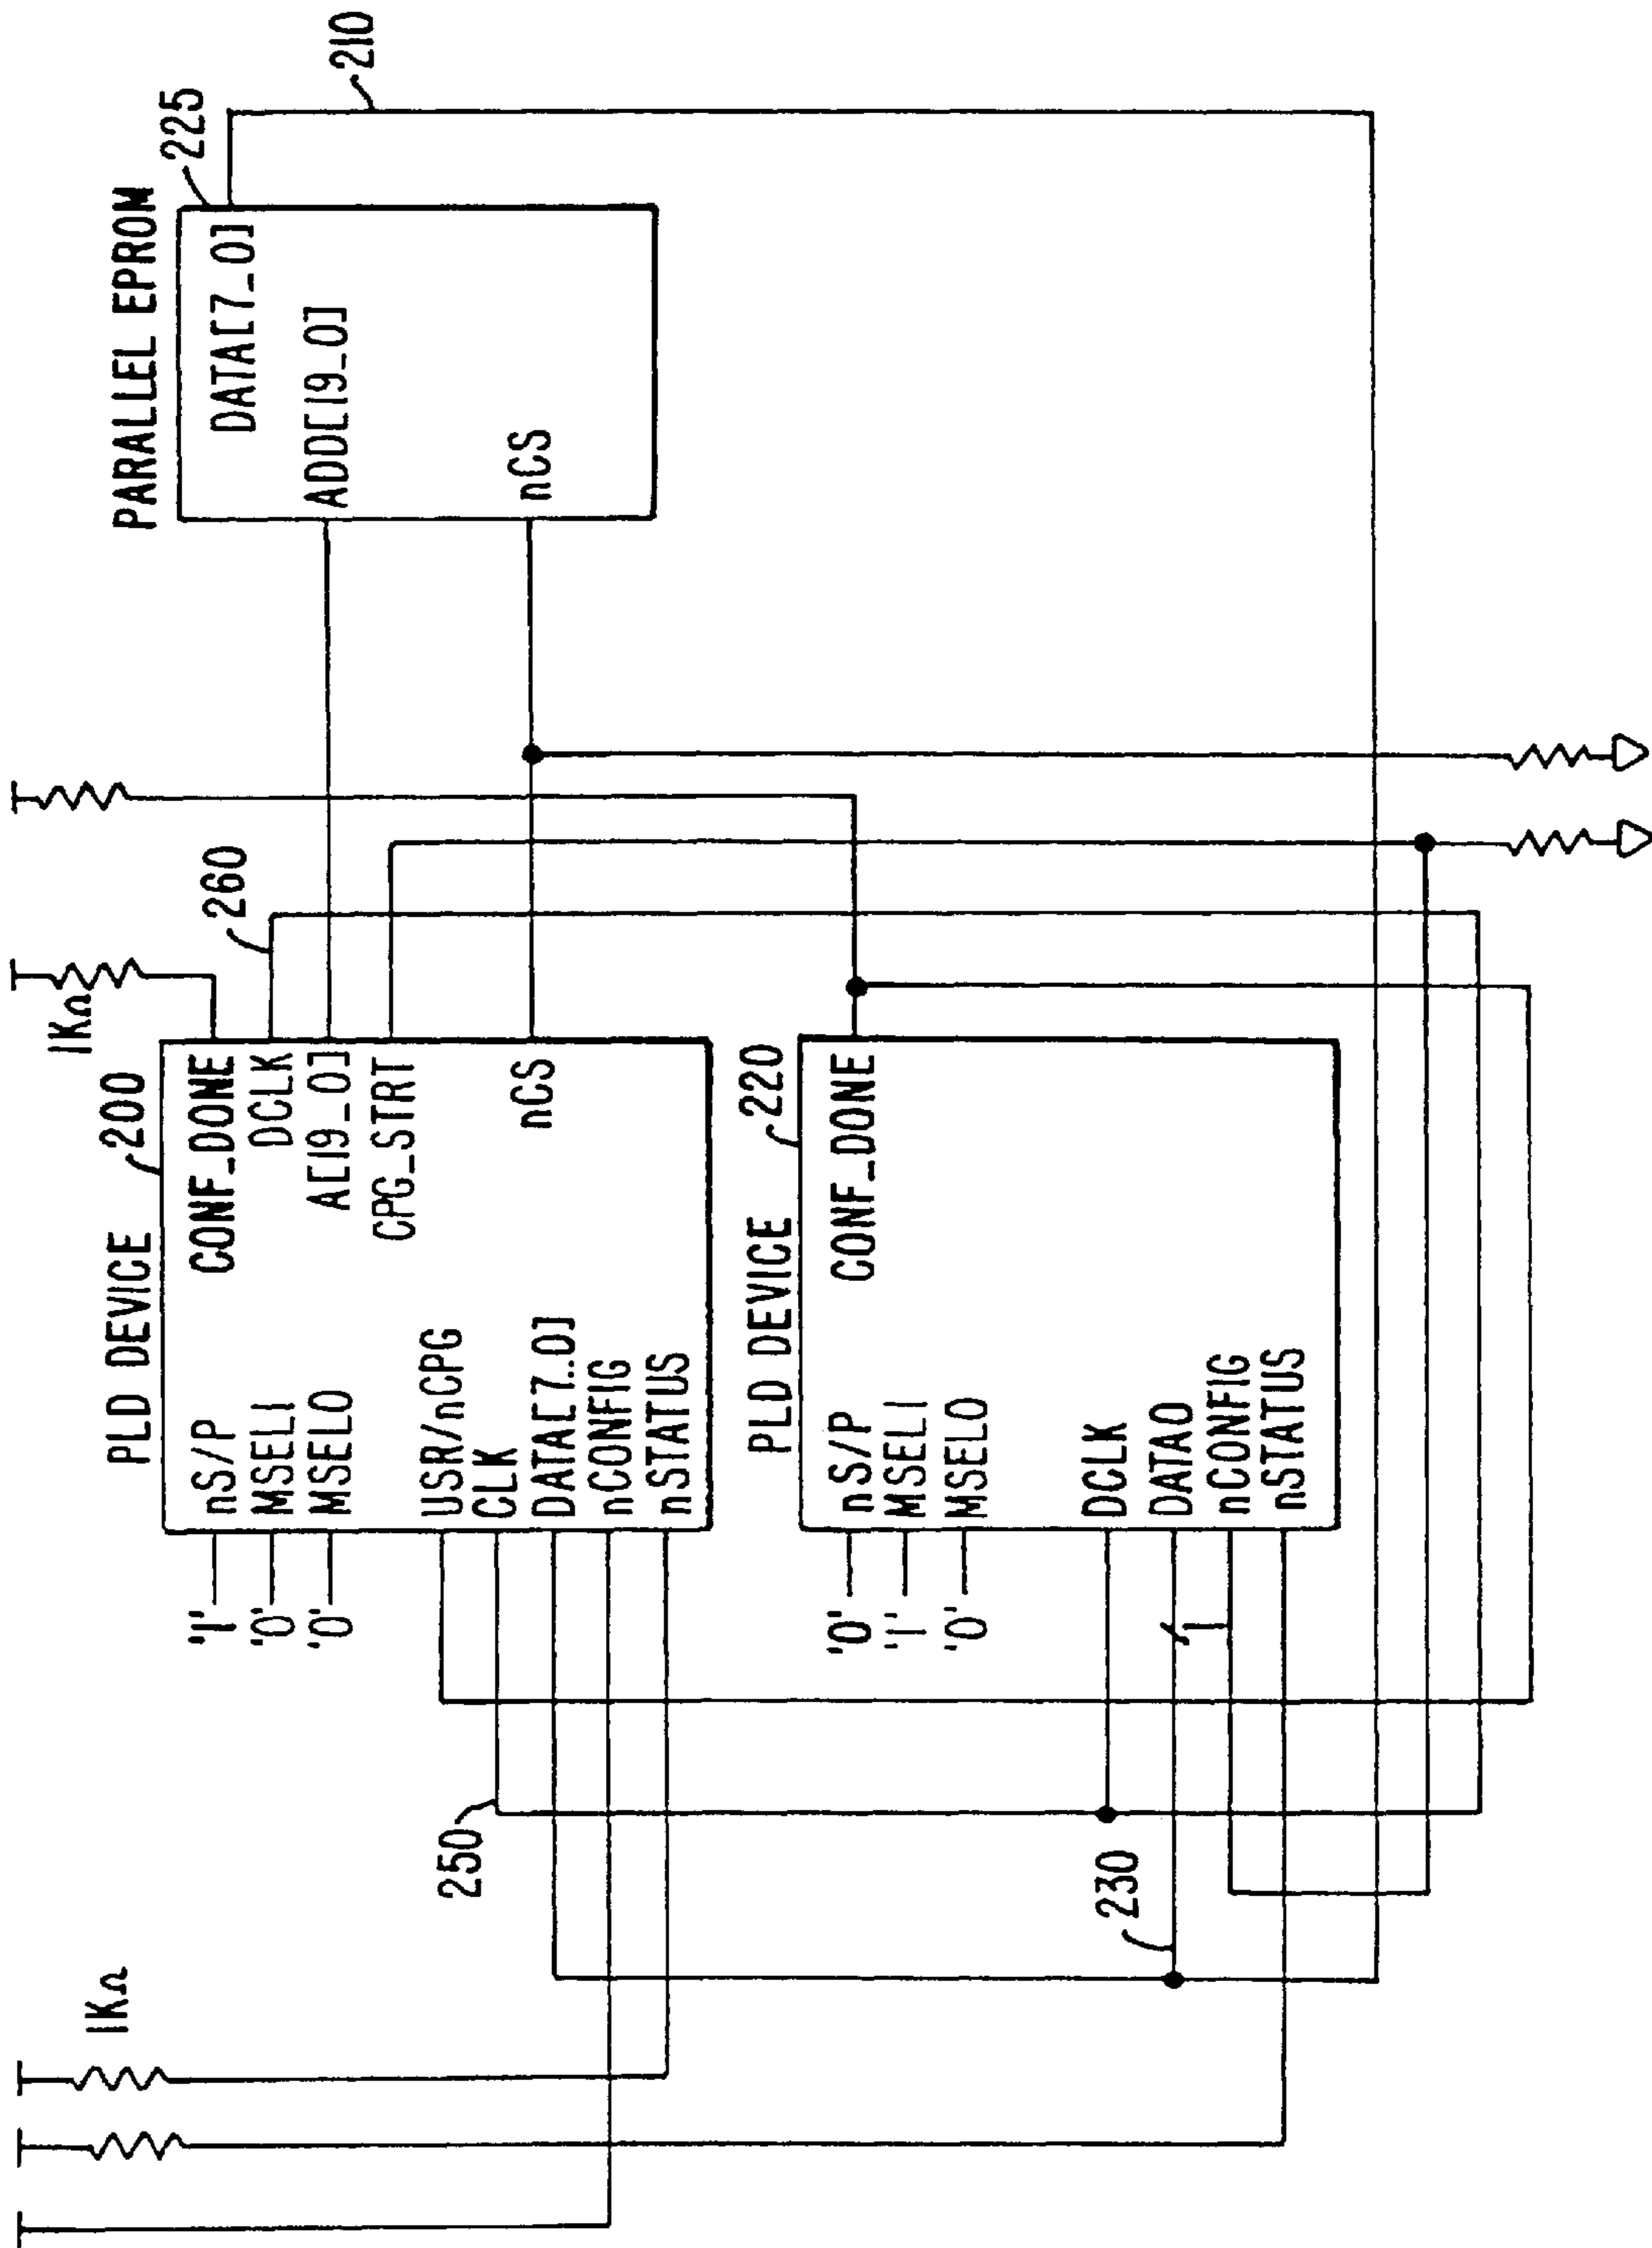 1KΩ
1KΩ
PLD DEVICE
200
'1'
nS/P
'0'
MSEL1
'0'
MSEL0
USR/nCPG
CLK
DATA[7..0]
nCONFIG
nSTATUS
CONF_DONE
DCLK
A[19_0]
CPG_STRT
nCS
260
250
PARALLEL EPROM
225
DATA[7_0]
ADD[19_0]
nCS
210
PLD DEVICE
220
'0'
nS/P
'1'
MSEL1
'0'
MSEL0
DCLK
DATA0
nCONFIG
nSTATUS
CONF_DONE
1
230